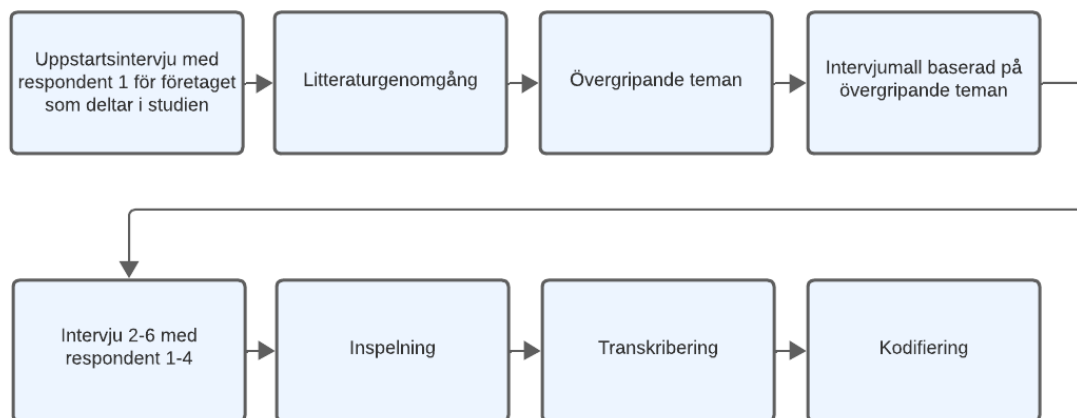 Uppstartsintervju med
respondent 1 för företaget
som deltar i studien
Litteraturgenomgång
Övergripande teman
Intervjumall baserad på
övergripande teman
Intervju 2-6 med
respondent 1-4
Inspelning
Transkribering
Kodifiering